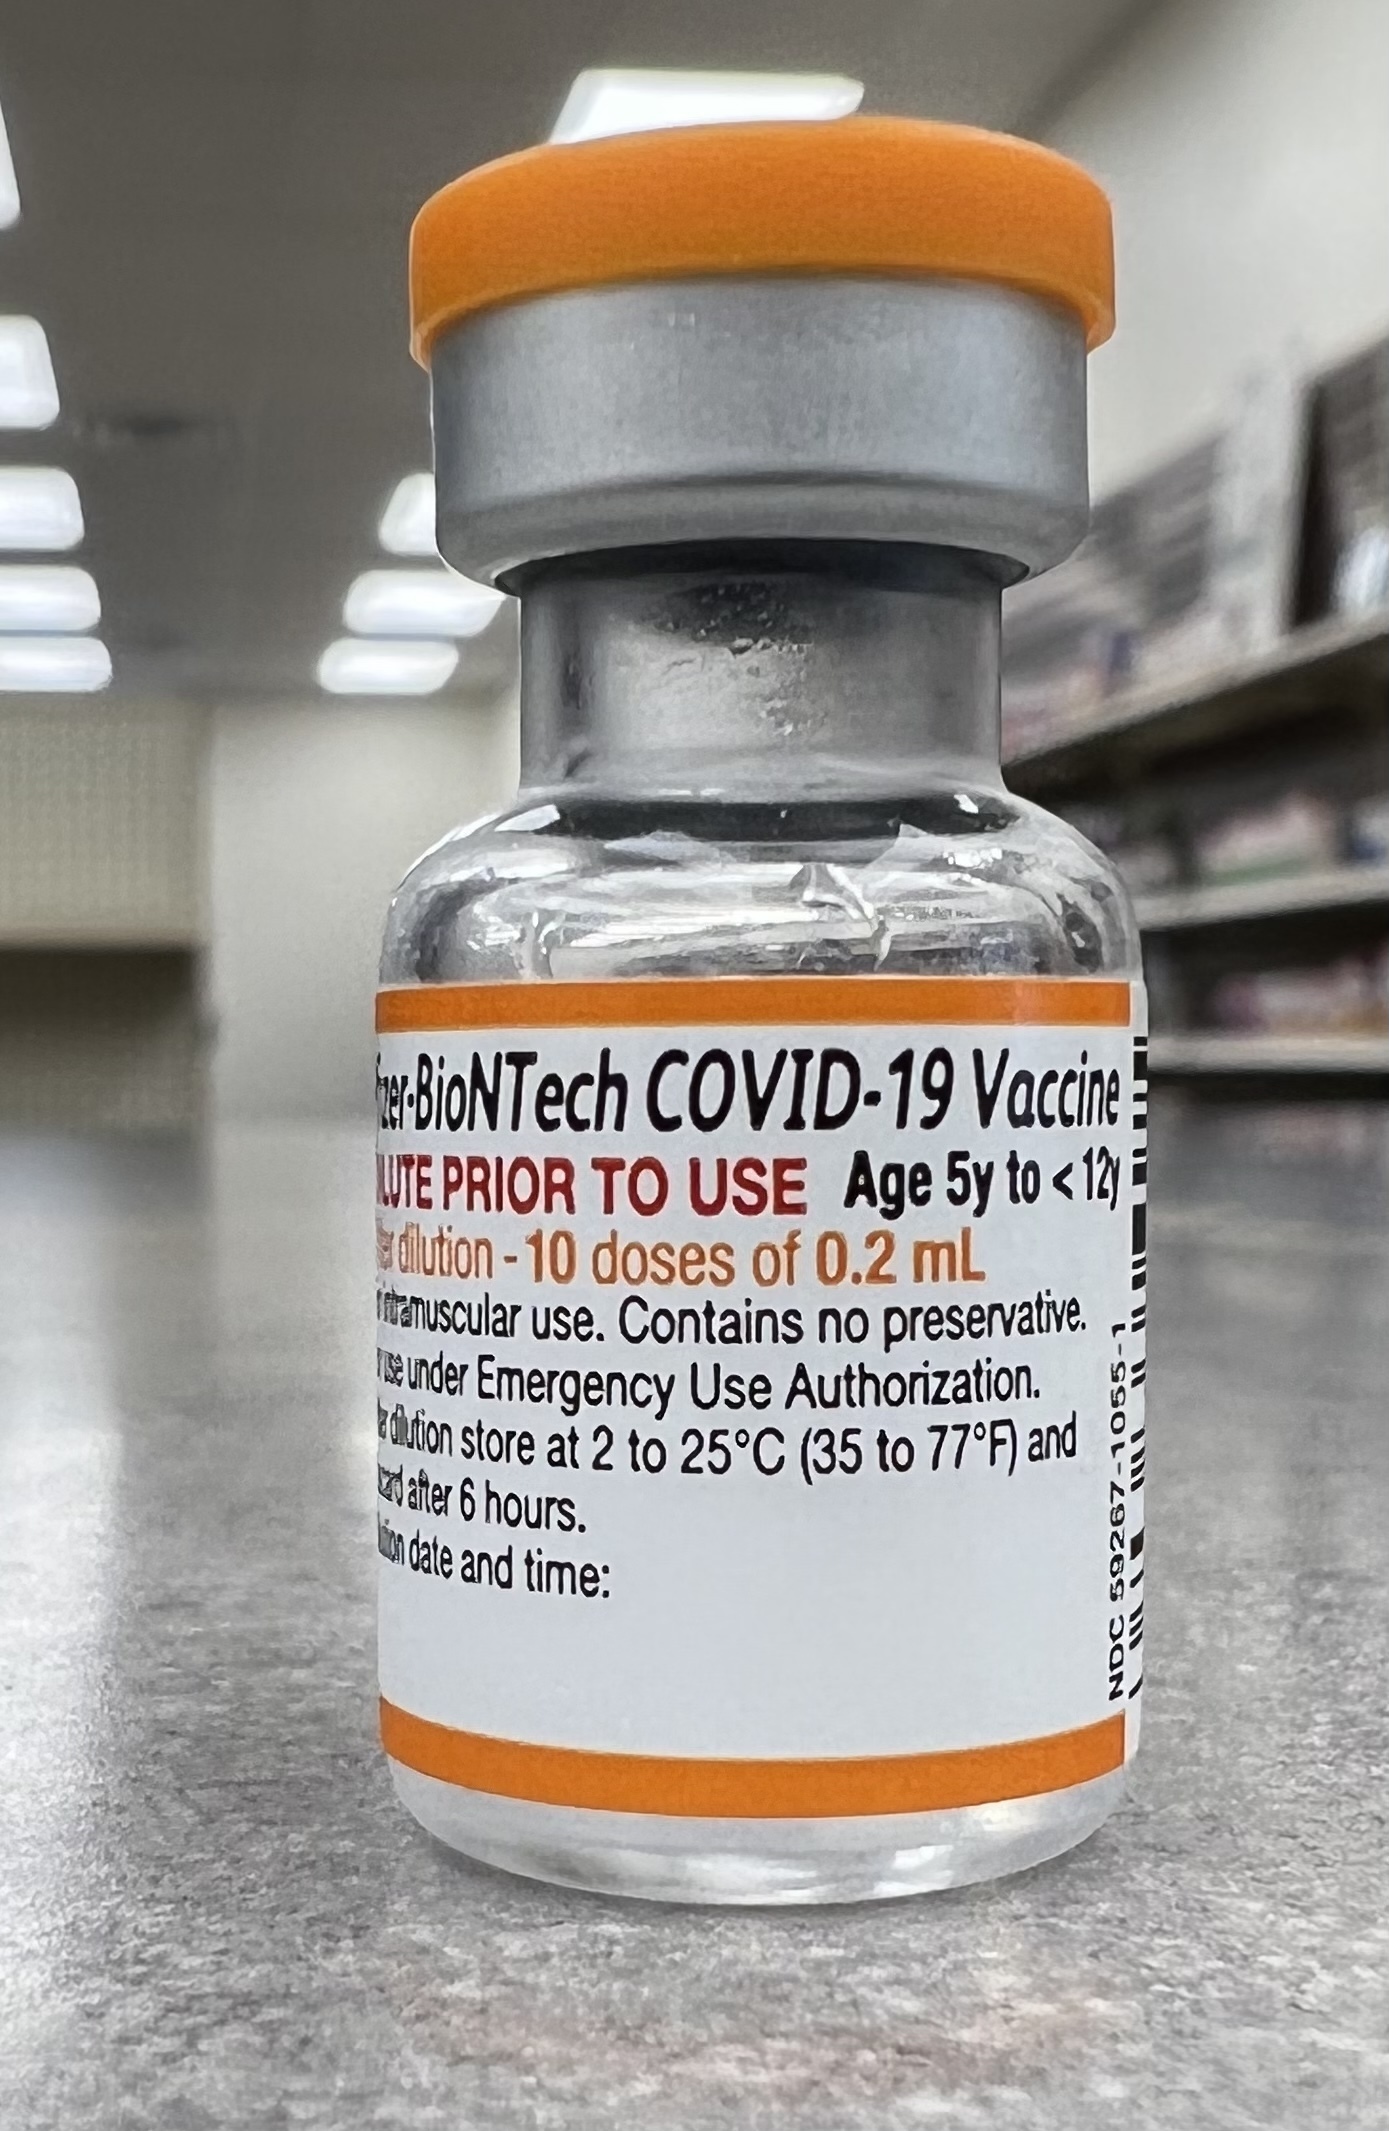 zer-BioNTech COVID-19 Vaccine
LUTE PRIOR TO USE Age 5y to < 12y
dilution - 10 doses of 0.2 mL
intramuscular use. Contains no preservative.
use under Emergency Use Authorization.
dilution store at 2 to 25°C (35 to 77°F) and
after 6 hours.
date and time:
NDC 59267-1055-1